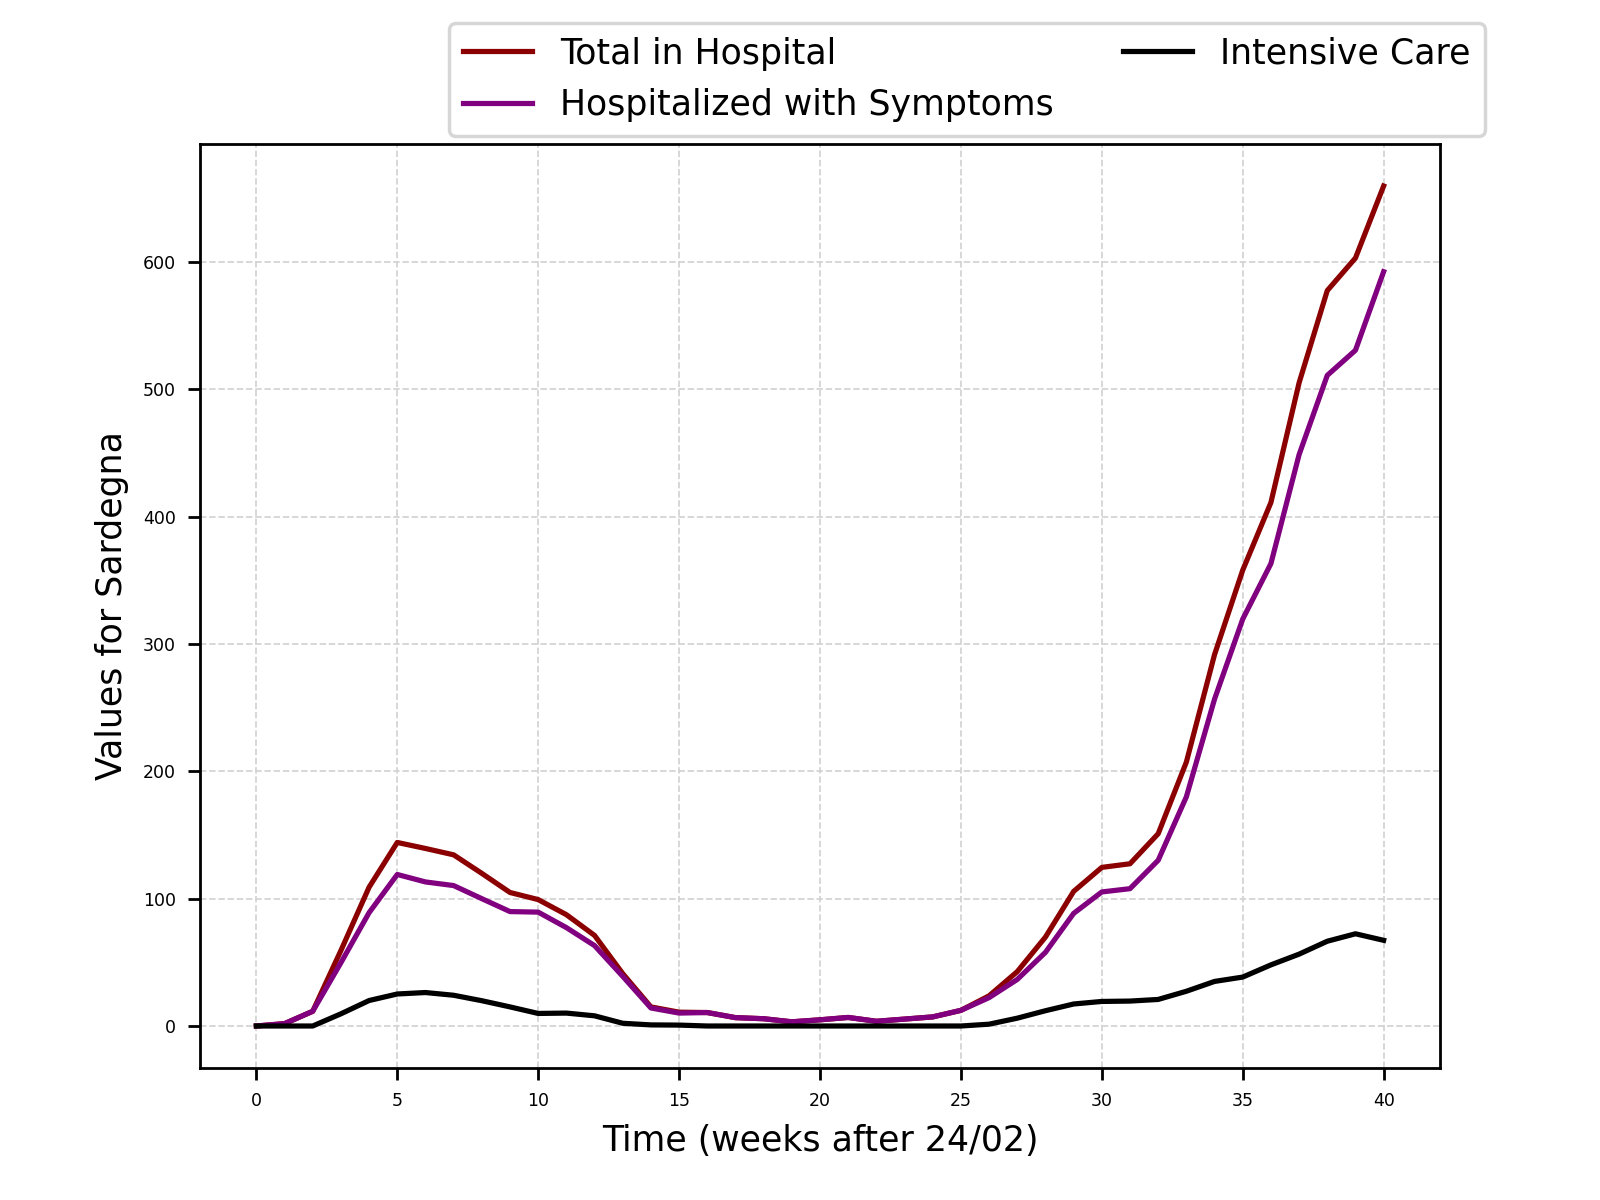 Total in Hospital
Hospitalized with Symptoms
Intensive Care
Values for Sardegna
600
500
400
300
200
100
0
0 5 10 15 20 25 30 35 40
Time (weeks after 24/02)